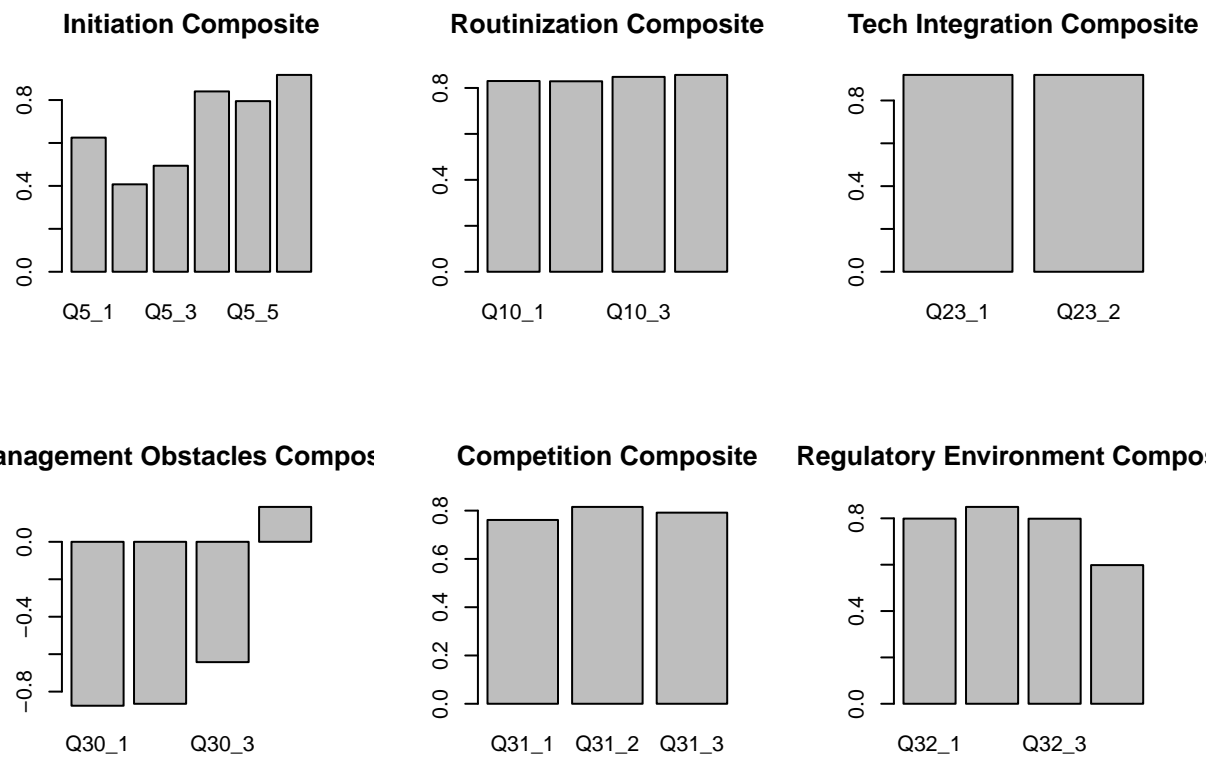 Initiation Composite
0.0 0.4 0.8
Q5_1 Q5_3 Q5_5
Routinization Composite
0.0 0.4 0.8
Q10_1 Q10_3
Tech Integration Composite
0.0 0.4 0.8
Q23_1 Q23_2
anagement Obstacles Compos
−0.8 −0.4 0.0
Q30_1 Q30_3
Competition Composite
0.0 0.2 0.4 0.6 0.8
Q31_1 Q31_2 Q31_3
Regulatory Environment Compos
0.0 0.4 0.8
Q32_1 Q32_3